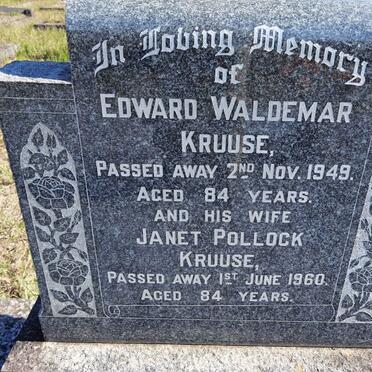 In Loving Memory
of
EDWARD WALDEMAR
KRUUSE,
PASSED AWAY 2ND NOV. 1949.
AGED 84 YEARS.
AND HIS WIFE
JANET POLLOCK
KRUUSE,
PASSED AWAY 1ST JUNE 1960.
AGED 84 YEARS.